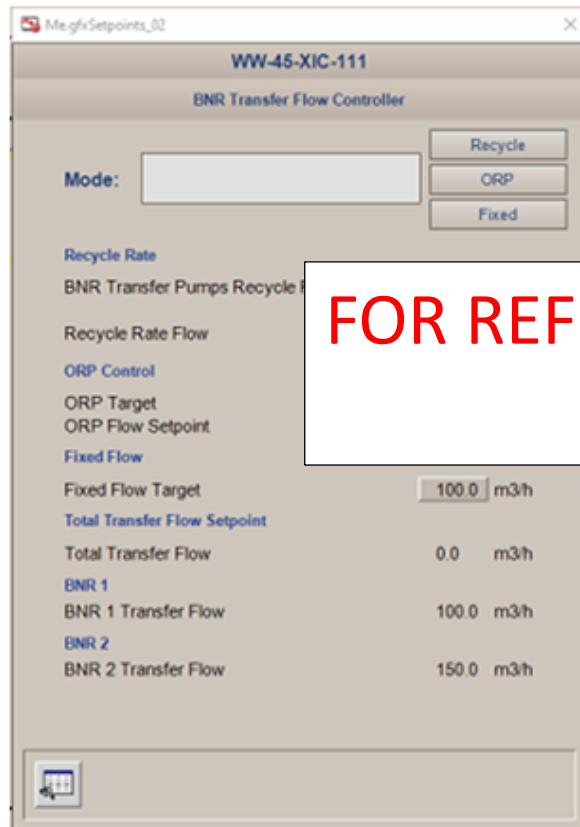 Me.gfxSetpoints_02
WW-45-XIC-111
BNR Transfer Flow Controller
Recycle
Mode:
ORP
Fixed
Recycle Rate
BNR Transfer Pumps Recycle
FOR REF
Recycle Rate Flow
ORP Control
ORP Target
ORP Flow Setpoint
Fixed Flow
Fixed Flow Target 100.0 m3/h
Total Transfer Flow Setpoint
Total Transfer Flow 0.0 m3/h
BNR 1
BNR 1 Transfer Flow 100.0 m3/h
BNR 2
BNR 2 Transfer Flow 150.0 m3/h